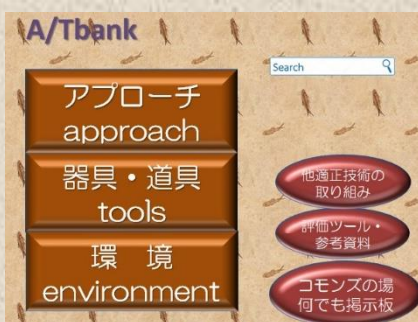 A/Tbank
Search
アプローチ
approach
器具・道具
tools
環　境
environment
他適正技術の
取り組み
評価ツール・
参考資料
コモンズの場
何でも掲示板